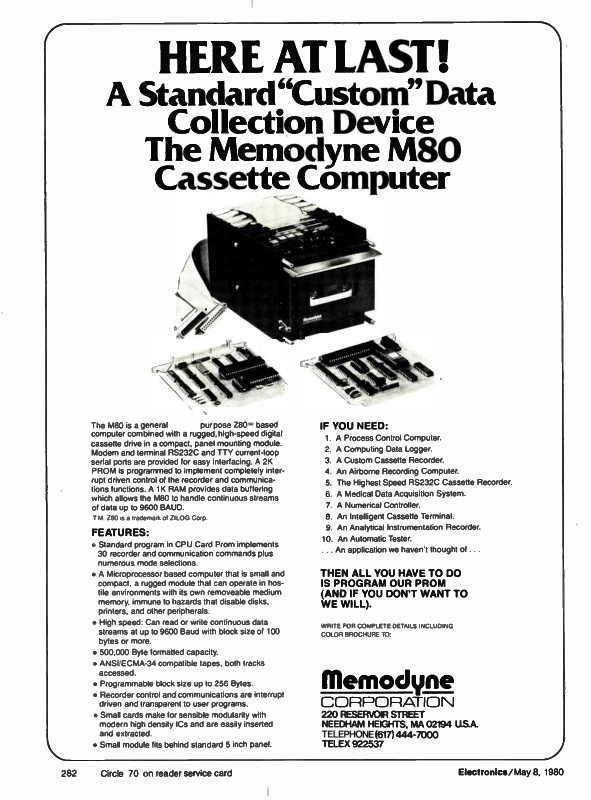 HERE AT LAST!
A Standard "Custom" Data
Collection Device
The Memodyne M80
Cassette Computer
Memodyne
The M80 is a general purpose Z80™ based
computer combined with a rugged, high-speed digital
cassette drive in a compact, panel mounting module.
Modem and terminal RS232C and TTY current-loop
serial ports are provided for easy interfacing. A 2K
PROM is programmed to implement completely inter-
rupt driven control of the recorder and communica-
tions functions. A 1K RAM provides data buffering
which allows the M80 to handle continuous streams
of data up to 9600 BAUD.
T M. Z80 is a trademark of ZILOG Corp.
FEATURES:
• Standard program in CPU Card Prom implements
30 recorder and communication commands plus
numerous mode selections.
• A Microprocessor based computer that is small and
compact, a rugged module that can operate in hos-
tile environments with its own removeable medium
memory, immune to hazards that disable disks,
printers, and other peripherals.
• High speed: Can read or write continuous data
streams at up to 9600 Baud with block size of 100
bytes or more.
• 500,000 Byte formatted capacity.
• ANSI/ECMA-34 compatible tapes, both tracks
accessed.
• Programmable block size up to 256 Bytes.
• Recorder control and communications are interrupt
driven and transparent to user programs.
• Small cards make for sensible modularity with
modern high density ICs and are easily inserted
and extracted.
• Small module fits behind standard 5 inch panel.
IF YOU NEED:
1. A Process Control Computer.
2. A Computing Data Logger.
3. A Custom Cassette Recorder.
4. An Airborne Recording Computer.
5. The Highest Speed RS232C Cassette Recorder.
6. A Medical Data Acquisition System.
7. A Numerical Controller.
8. An Intelligent Cassette Terminal.
9. An Analytical Instrumentation Recorder.
10. An Automatic Tester.
. . . An application we haven't thought of . . .
THEN ALL YOU HAVE TO DO
IS PROGRAM OUR PROM
(AND IF YOU DON'T WANT TO
WE WILL).
WRITE FOR COMPLETE DETAILS INCLUDING
COLOR BROCHURE TO:
Memodyne
CORPORATION
220 RESERVOIR STREET
NEEDHAM HEIGHTS, MA 02194 U.S.A.
TELEPHONE (617) 444-7000
TELEX 922537
282 Circle 70 on reader service card
Electronics/May 8, 1980